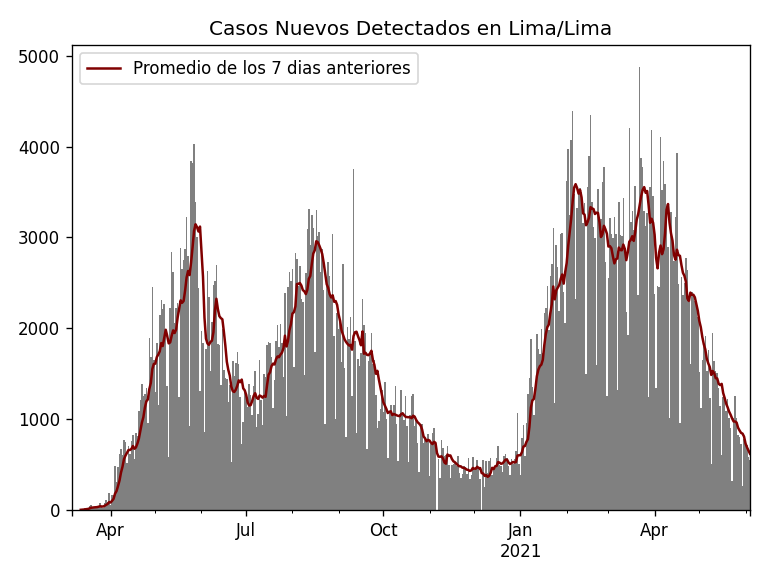 Casos Nuevos Detectados en Lima/Lima
Promedio de los 7 dias anteriores
5000
4000
3000
2000
1000
0
Apr
Jul
Oct
Jan
2021
Apr